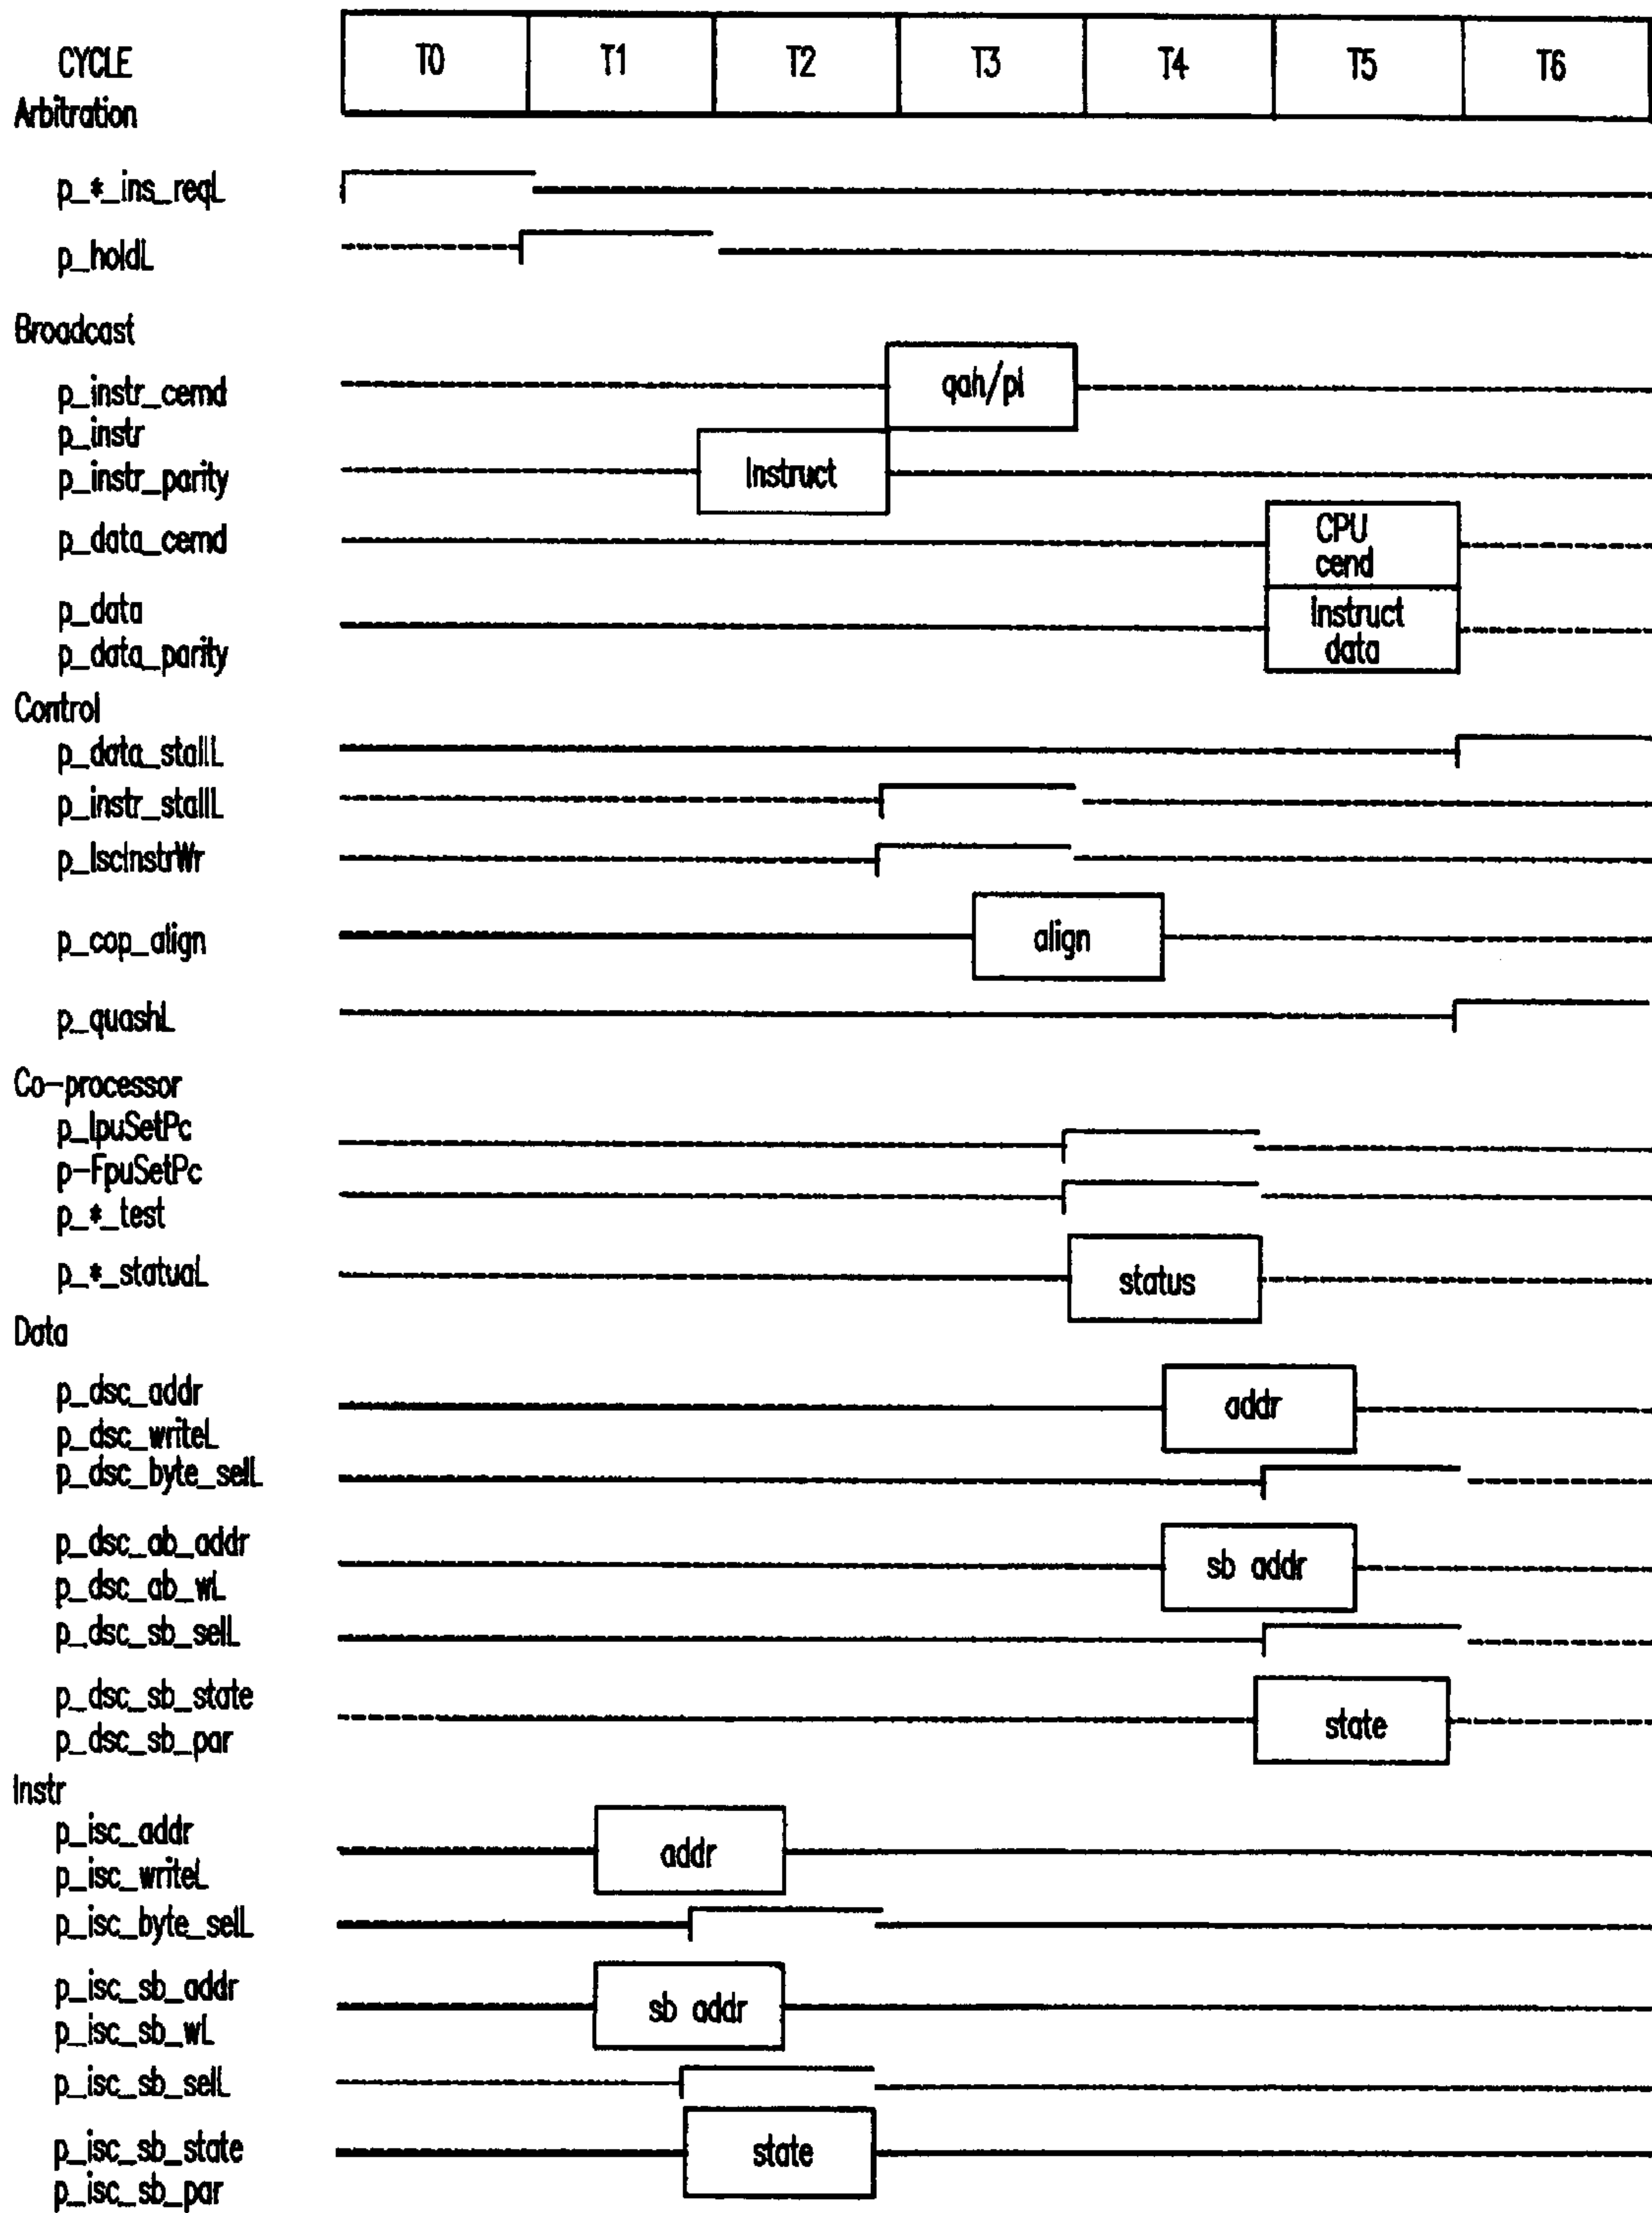 CYCLE T0 T1 T2 T3 T4 T5 T6
Arbitration
p_*_ins_reqL
p_holdL
Broadcast
p_instr_cemd qah/pl
p_instr
p_instr_parity Instruct
p_data_cemd CPU
cend
p_data Instruct
p_data_parity data
Control
p_data_stallL
p_instr_stallL
p_IscInstrWr
p_cop_align align
p_quashL
Co-processor
p_IpuSetPc
p-FpuSetPc
p_*_test
p_*_statuaL status
Data
p_dsc_addr addr
p_dsc_writeL
p_dsc_byte_selL
p_dsc_ab_addr sb addr
p_dsc_ab_wL
p_dsc_sb_selL
p_dsc_sb_state state
p_dsc_sb_par
Instr
p_isc_addr addr
p_isc_writeL
p_isc_byte_selL
p_isc_sb_addr sb addr
p_isc_sb_wL
p_isc_sb_selL
p_isc_sb_state state
p_isc_sb_par